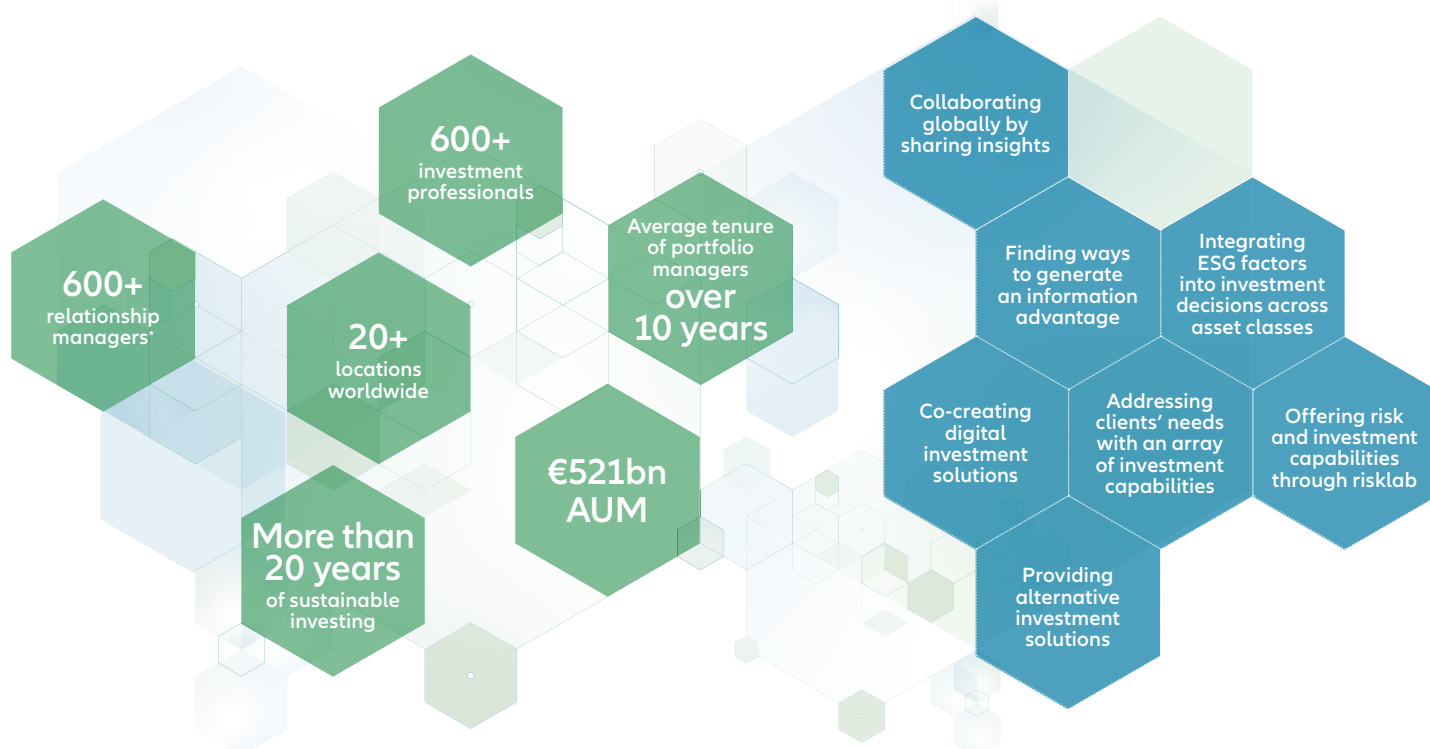 600+
relationship
managers*
600+
investment
professionals
20+
locations
worldwide
More than
20 years
of sustainable
investing
Average tenure
of portfolio
managers
over
10 years
€521bn
AUM
Collaborating
globally by
sharing insights
Finding ways
to generate
an information
advantage
Integrating
ESG factors
into investment
decisions across
asset classes
Co-creating
digital
investment
solutions
Addressing
clients’ needs
with an array
of investment
capabilities
Offering risk
and investment
capabilities
through risklab
Providing
alternative
investment
solutions